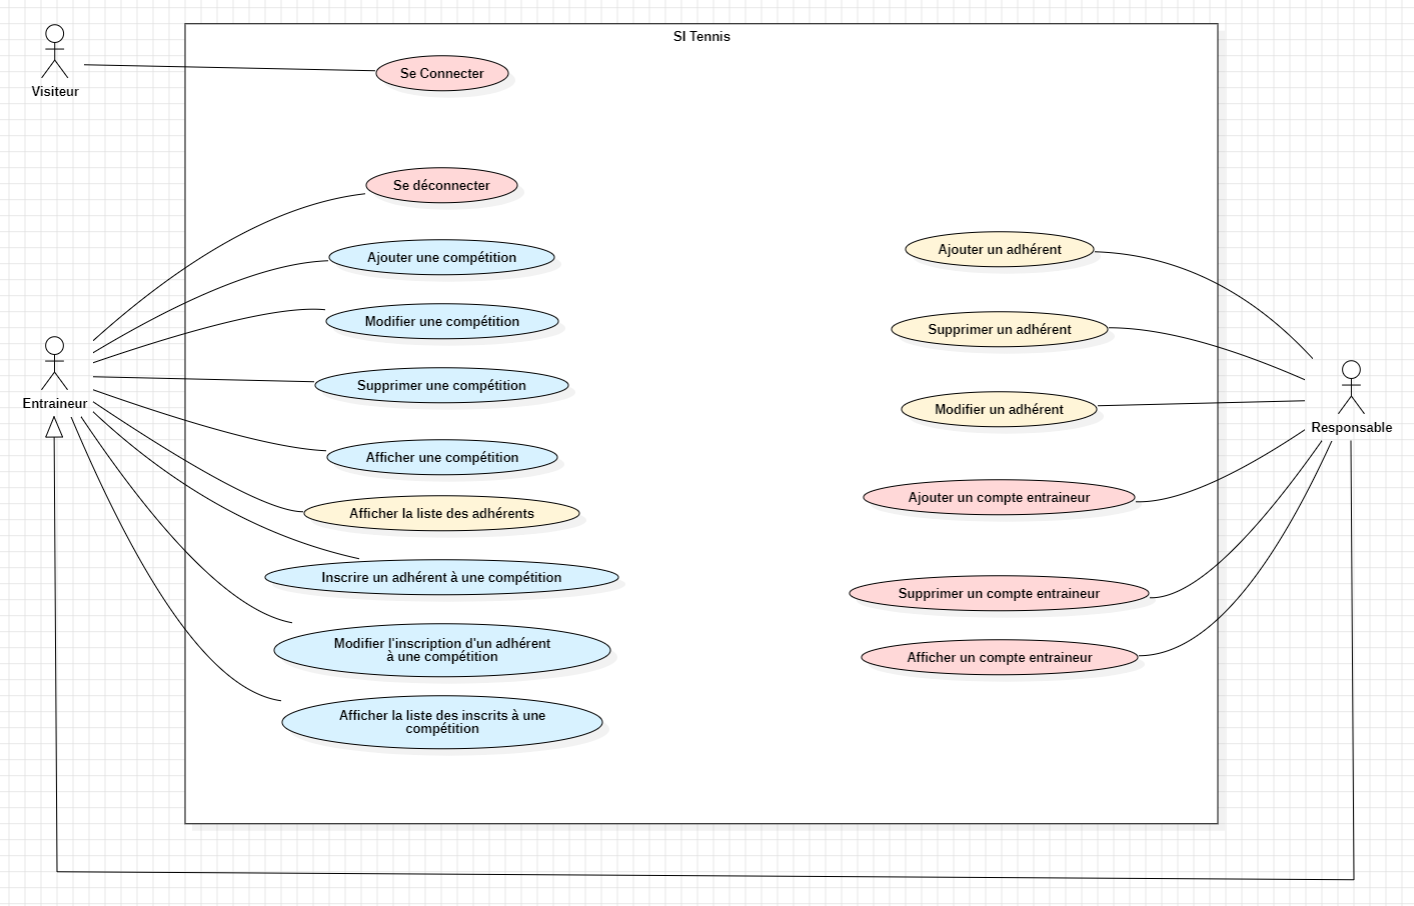 SI Tennis
Visiteur
Se Connecter
Se déconnecter
Ajouter une compétition
Modifier une compétition
Supprimer une compétition
Entraineur
Afficher une compétition
Afficher la liste des adhérents
Inscrire un adhérent à une compétition
Modifier l'inscription d'un adhérent
à une compétition
Afficher la liste des inscrits à une
compétition
Ajouter un adhérent
Supprimer un adhérent
Modifier un adhérent
Responsable
Ajouter un compte entraineur
Supprimer un compte entraineur
Afficher un compte entraineur